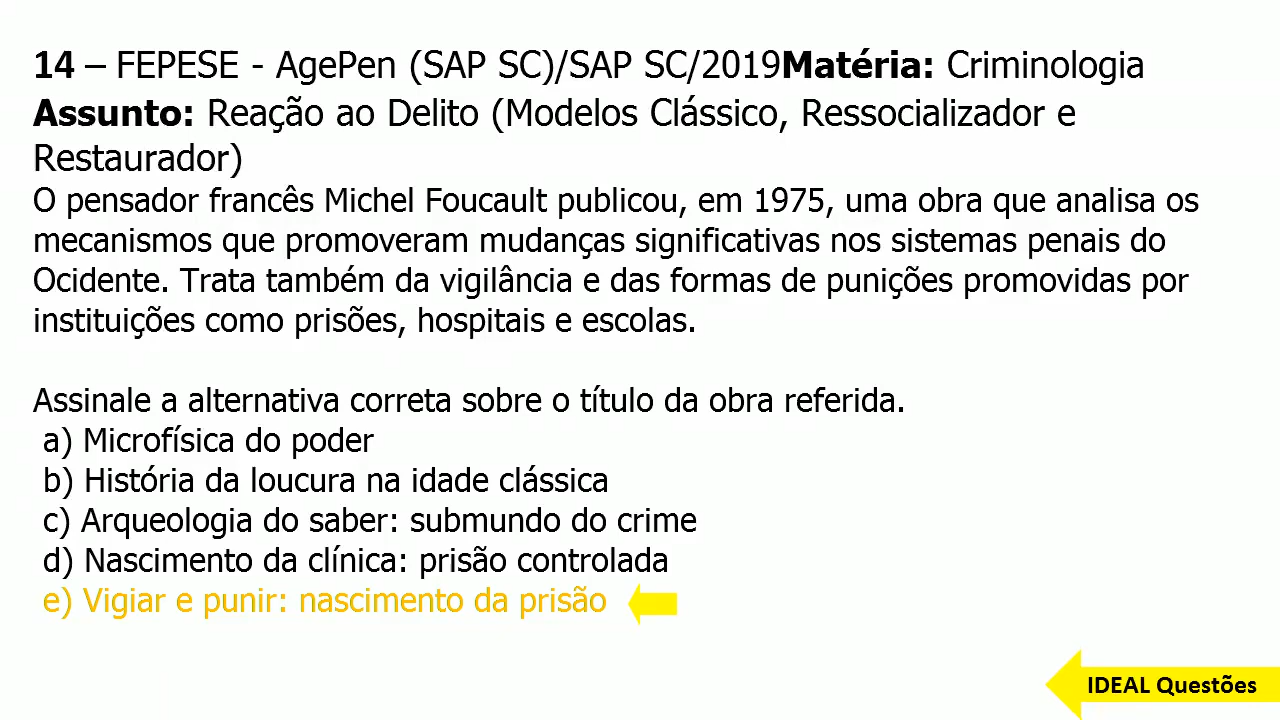 14 – FEPESE - AgePen (SAP SC)/SAP SC/2019Matéria: Criminologia
Assunto: Reação ao Delito (Modelos Clássico, Ressocializador e
Restaurador)
O pensador francês Michel Foucault publicou, em 1975, uma obra que analisa os
mecanismos que promoveram mudanças significativas nos sistemas penais do
Ocidente. Trata também da vigilância e das formas de punições promovidas por
instituições como prisões, hospitais e escolas.
Assinale a alternativa correta sobre o título da obra referida.
a) Microfísica do poder
b) História da loucura na idade clássica
c) Arqueologia do saber: submundo do crime
d) Nascimento da clínica: prisão controlada
e) Vigiar e punir: nascimento da prisão
IDEAL Questões